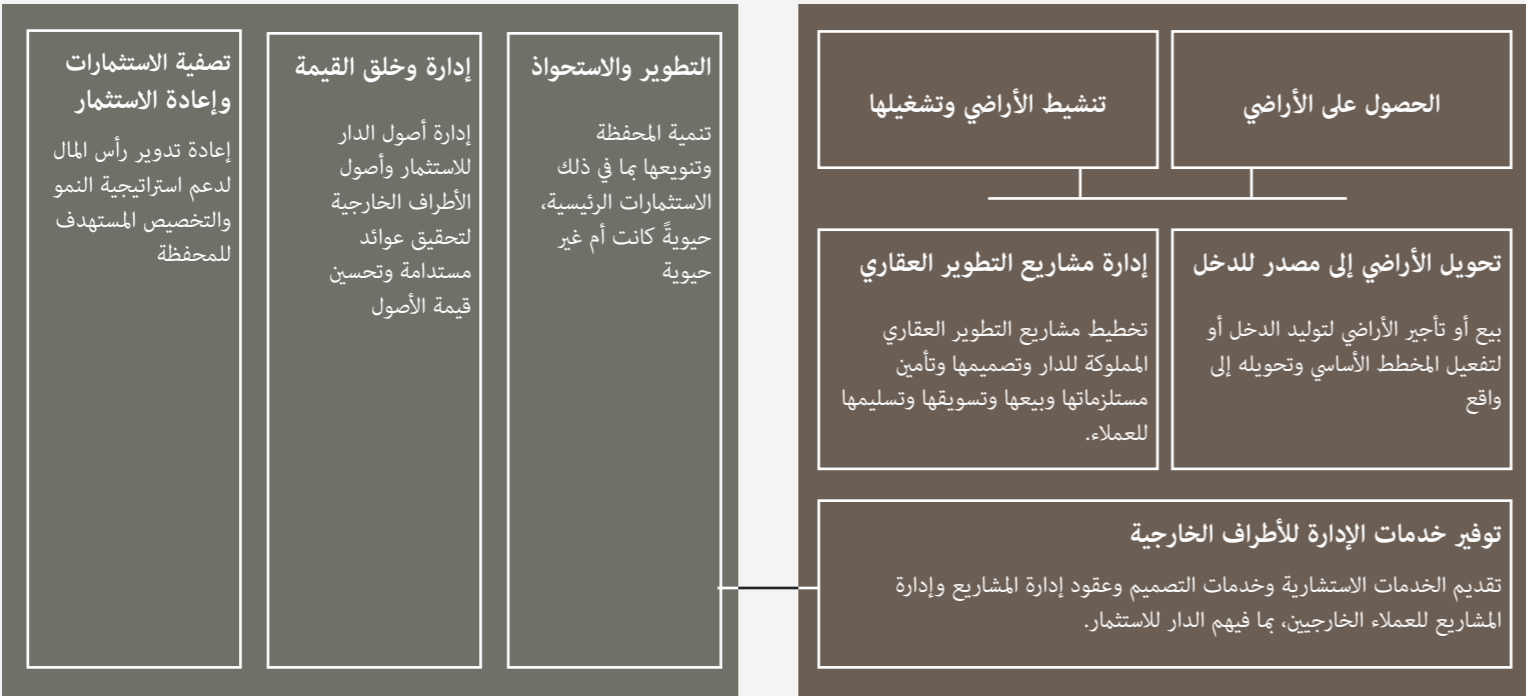 الحصول على الأراضي
تنشيط الأراضي وتشغيلها
تحويل الأراضي إلى مصدر للدخل
بيع أو تأجير الأراضي لتوليد الدخل أو
لتفعيل المخطط الأساسي وتحويله إلى
واقع
إدارة مشاريع التطوير العقاري
تخطيط مشاريع التطوير العقاري
المملوكة للدار وتصميمها وتأمين
مستلزماتها وبيعها وتسويقها وتسليمها
للعملاء.
توفير خدمات الإدارة للأطراف الخارجية
تقديم الخدمات الاستشارية وخدمات التصميم وعقود إدارة المشاريع وإدارة
المشاريع للعملاء الخارجيين، بما فيهم الدار للاستثمار.
التطوير والاستحواذ
تنمية المحفظة
وتنويعها بما في ذلك
الاستثمارات الرئيسية،
حيويةً كانت أم غير
حيوية
إدارة وخلق القيمة
إدارة أصول الدار
للاستثمار وأصول
الأطراف الخارجية
لتحقيق عوائد
مستدامة وتحسين
قيمة الأصول
تصفية الاستثمارات
وإعادة الاستثمار
إعادة تدوير رأس المال
لدعم استراتيجية النمو
والتخصيص المستهدف
للمحفظة